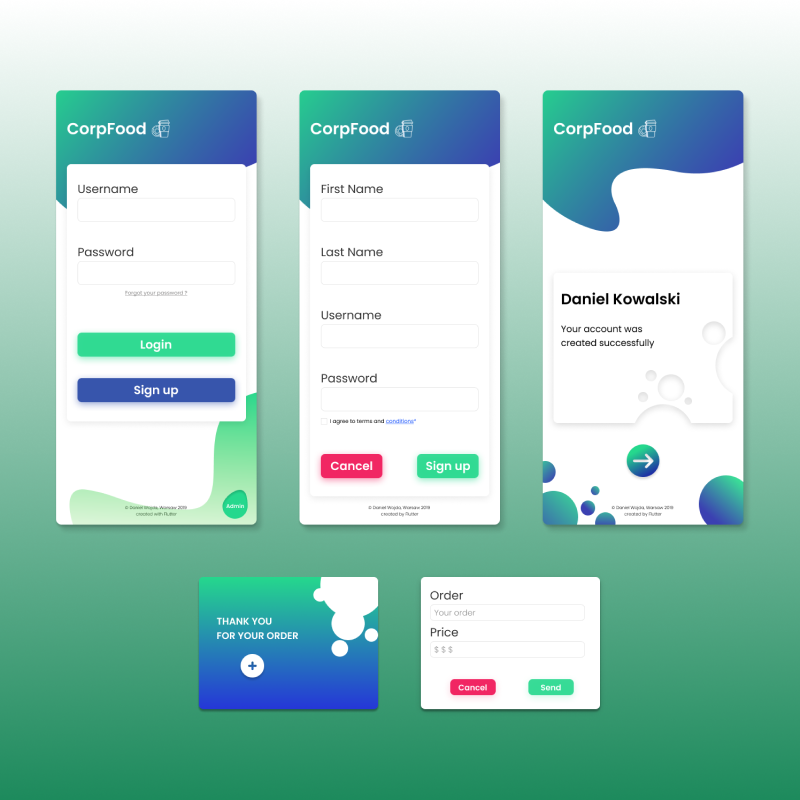 CorpFood
Username
Password
Forgot your password ?
Login
Sign up
Admin
© Daniel Wojda, Warsaw 2019
created with Flutter
CorpFood
First Name
Last Name
Username
Password
I agree to terms and conditions*
Cancel
Sign up
© Daniel Wojda, Warsaw 2019
created by Flutter
CorpFood
Daniel Kowalski
Your account was
created successfully
© Daniel Wojda, Warsaw 2019
created by Flutter
THANK YOU
FOR YOUR ORDER
Order
Your order
Price
$ $ $
Cancel
Send